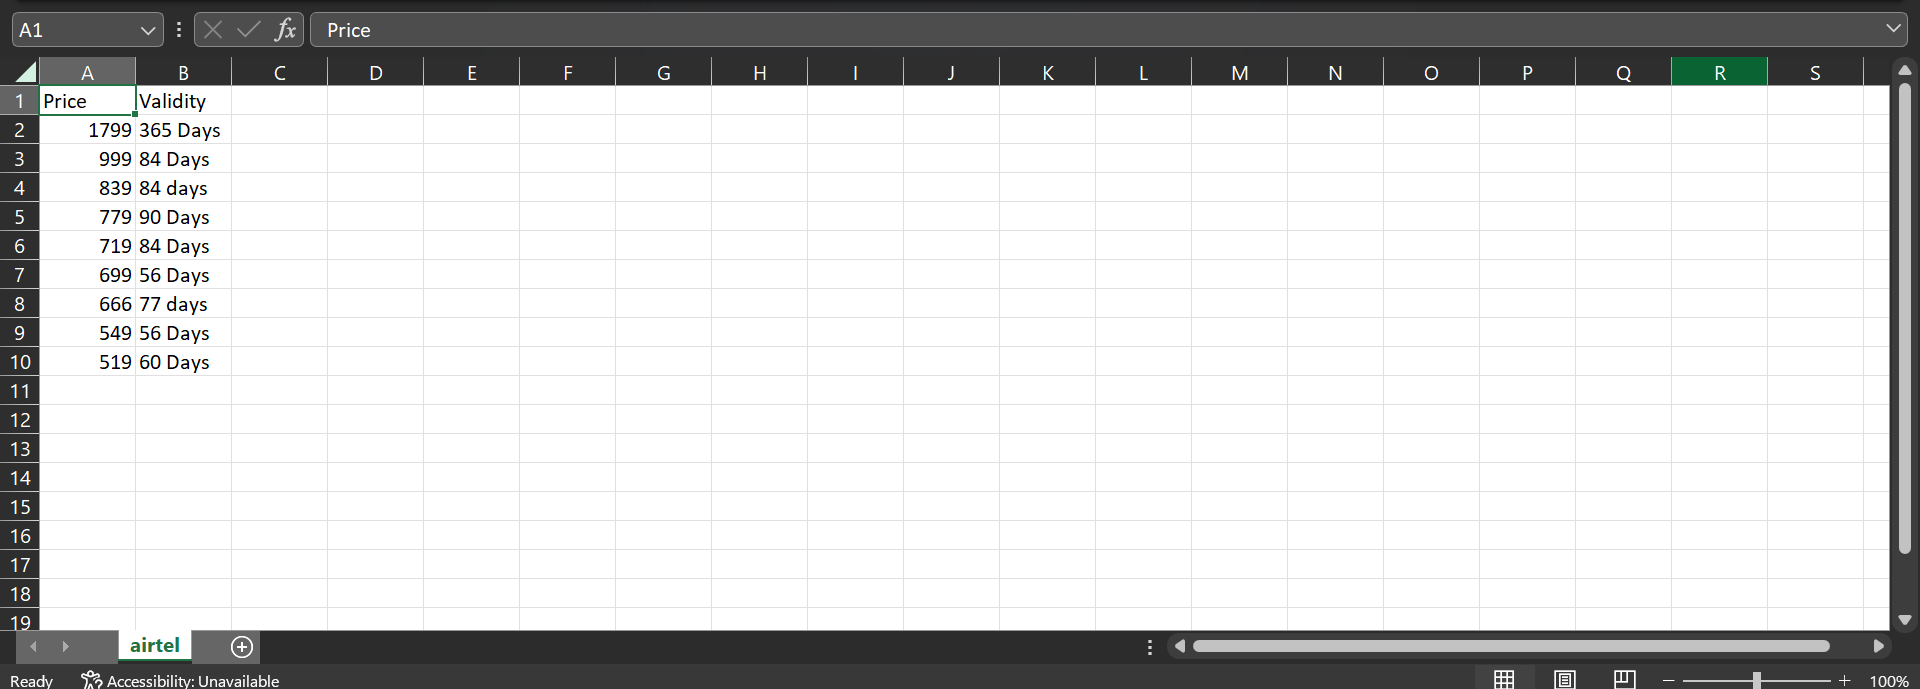 A1 fx Price
A B C D E F G H I J K L M N O P Q R S
1 Price Validity
2 1799 365 Days
3 999 84 Days
4 839 84 days
5 779 90 Days
6 719 84 Days
7 699 56 Days
8 666 77 days
9 549 56 Days
10 519 60 Days
11
12
13
14
15
16
17
18
19
airtel
Ready Accessibility: Unavailable 100%